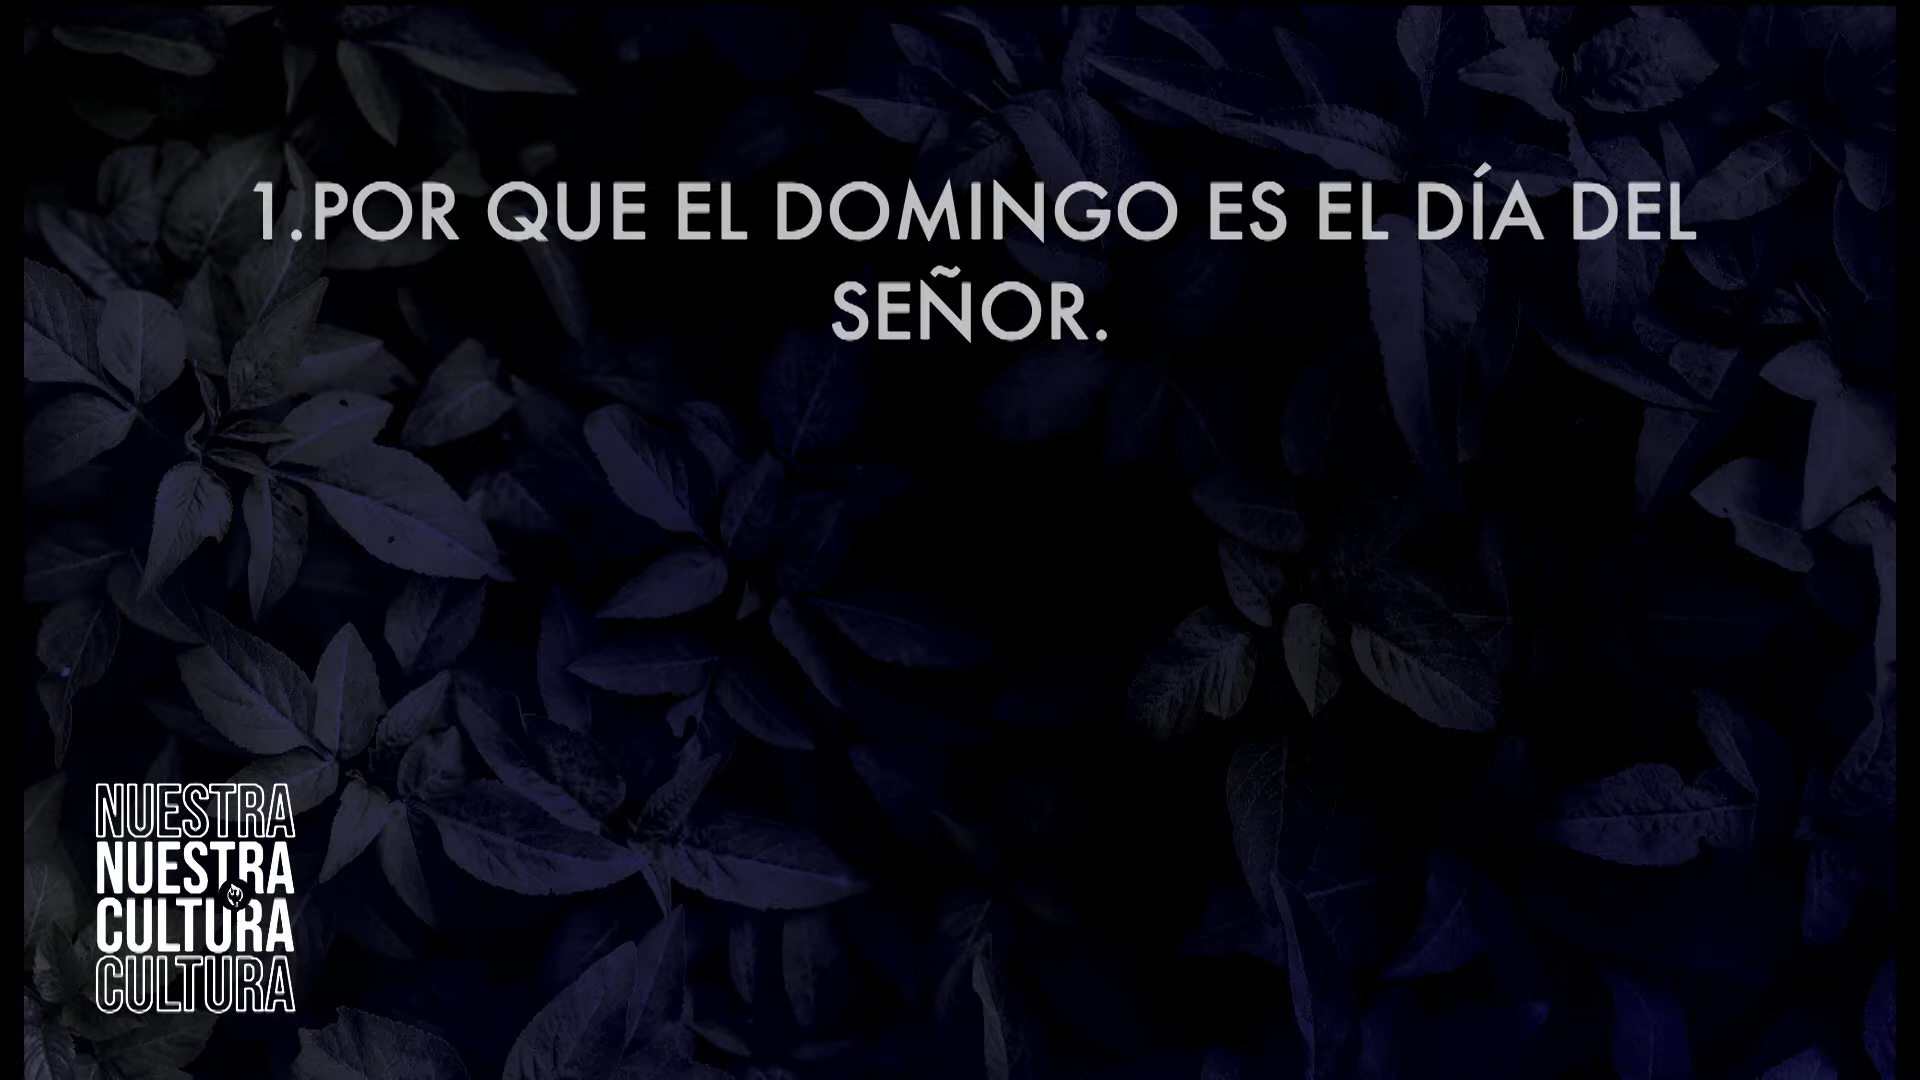 1.POR QUE EL DOMINGO ES EL DÍA DEL
SEÑOR.
NUESTRA
NUESTRA
CULTURA
CULTURA